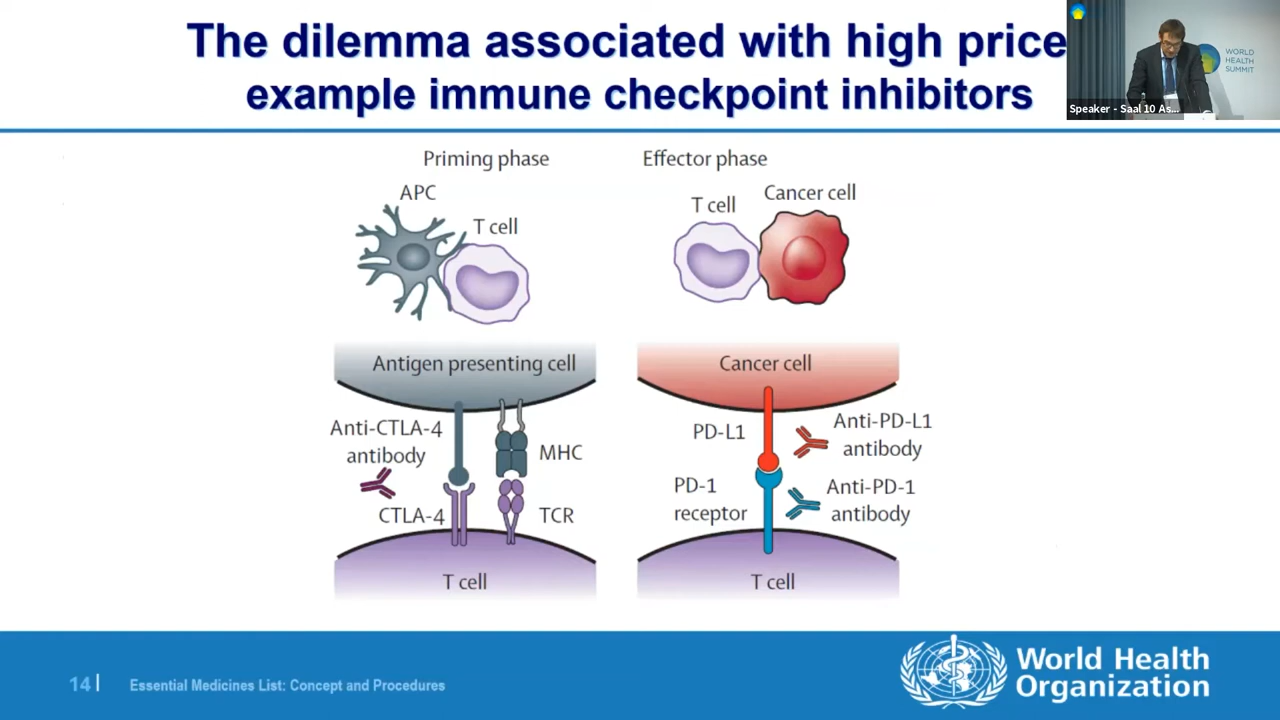 The dilemma associated with high price
example immune checkpoint inhibitors
WORLD
HEALTH
SUMMIT
Speaker - Saal 10 As...
Priming phase
Effector phase
APC
T cell
T cell
Cancer cell
Antigen presenting cell
Cancer cell
Anti-CTLA-4
antibody
MHC
CTLA-4
TCR
T cell
PD-L1
Anti-PD-L1
antibody
PD-1
receptor
Anti-PD-1
antibody
T cell
14 |
Essential Medicines List: Concept and Procedures
World Health
Organization